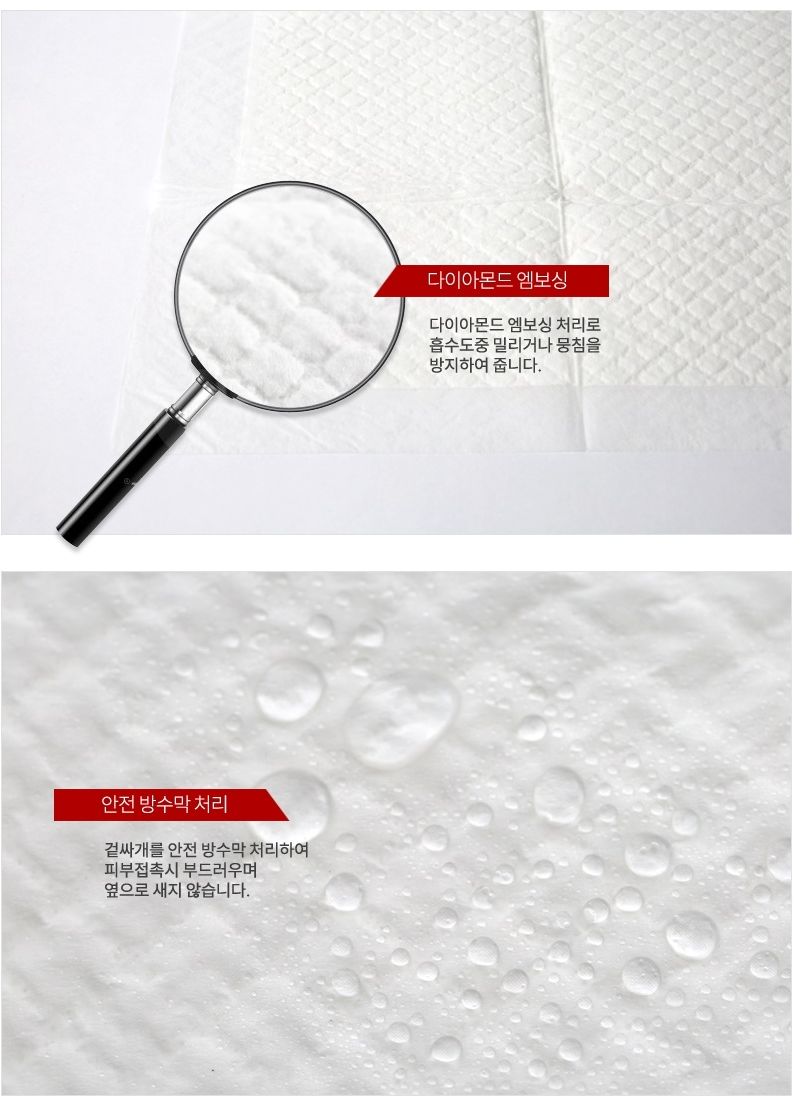 다이아몬드 엠보싱
다이아몬드 엠보싱 처리로
흡수도중 밀리거나 뭉침을
방지하여 줍니다.
안전 방수막 처리
겉싸개를 안전 방수막 처리하여
피부접촉시 부드러우며
옆으로 새지 않습니다.